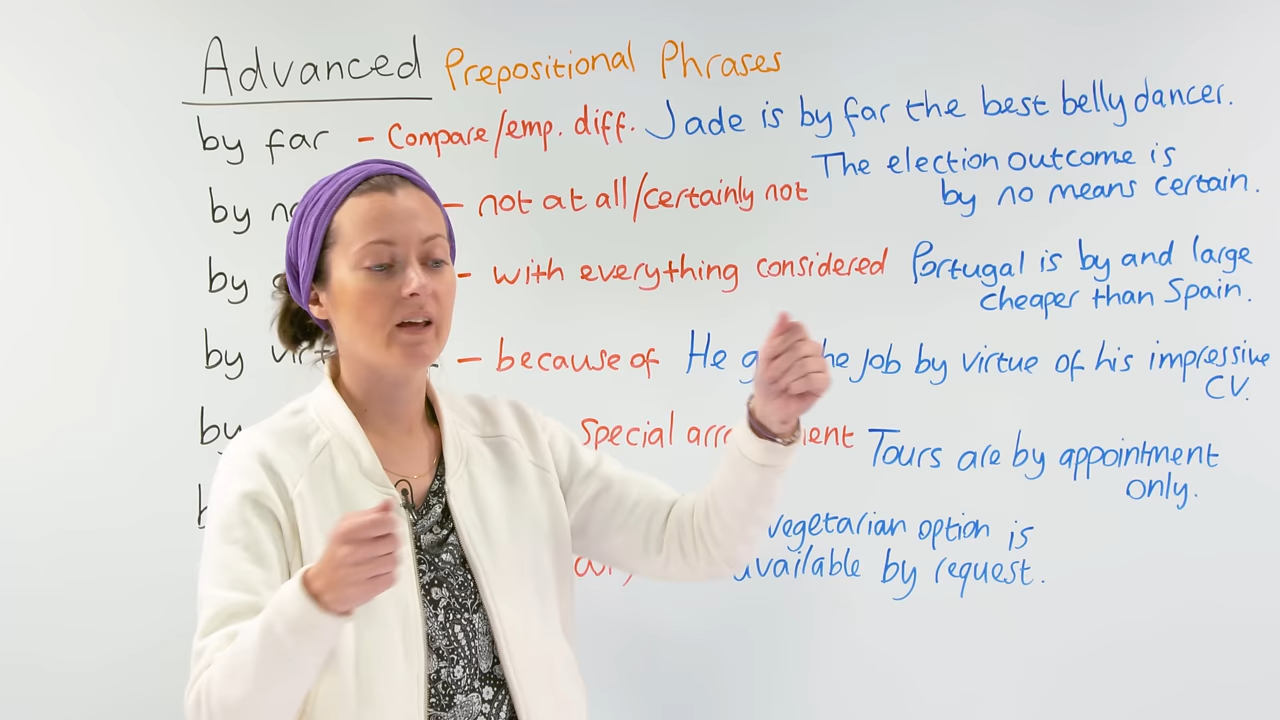 Advanced Prepositional Phrases
by far - Compare/emp. diff. Jade is by far the best belly dancer.
by - not at all/certainly not The election outcome is
by no means certain.
by - with everything considered Portugal is by and large
cheaper than Spain.
by - because of He the job by virtue of his impressive
CV.
by special Tours are by appointment
only.
vegetarian option is
available by request.